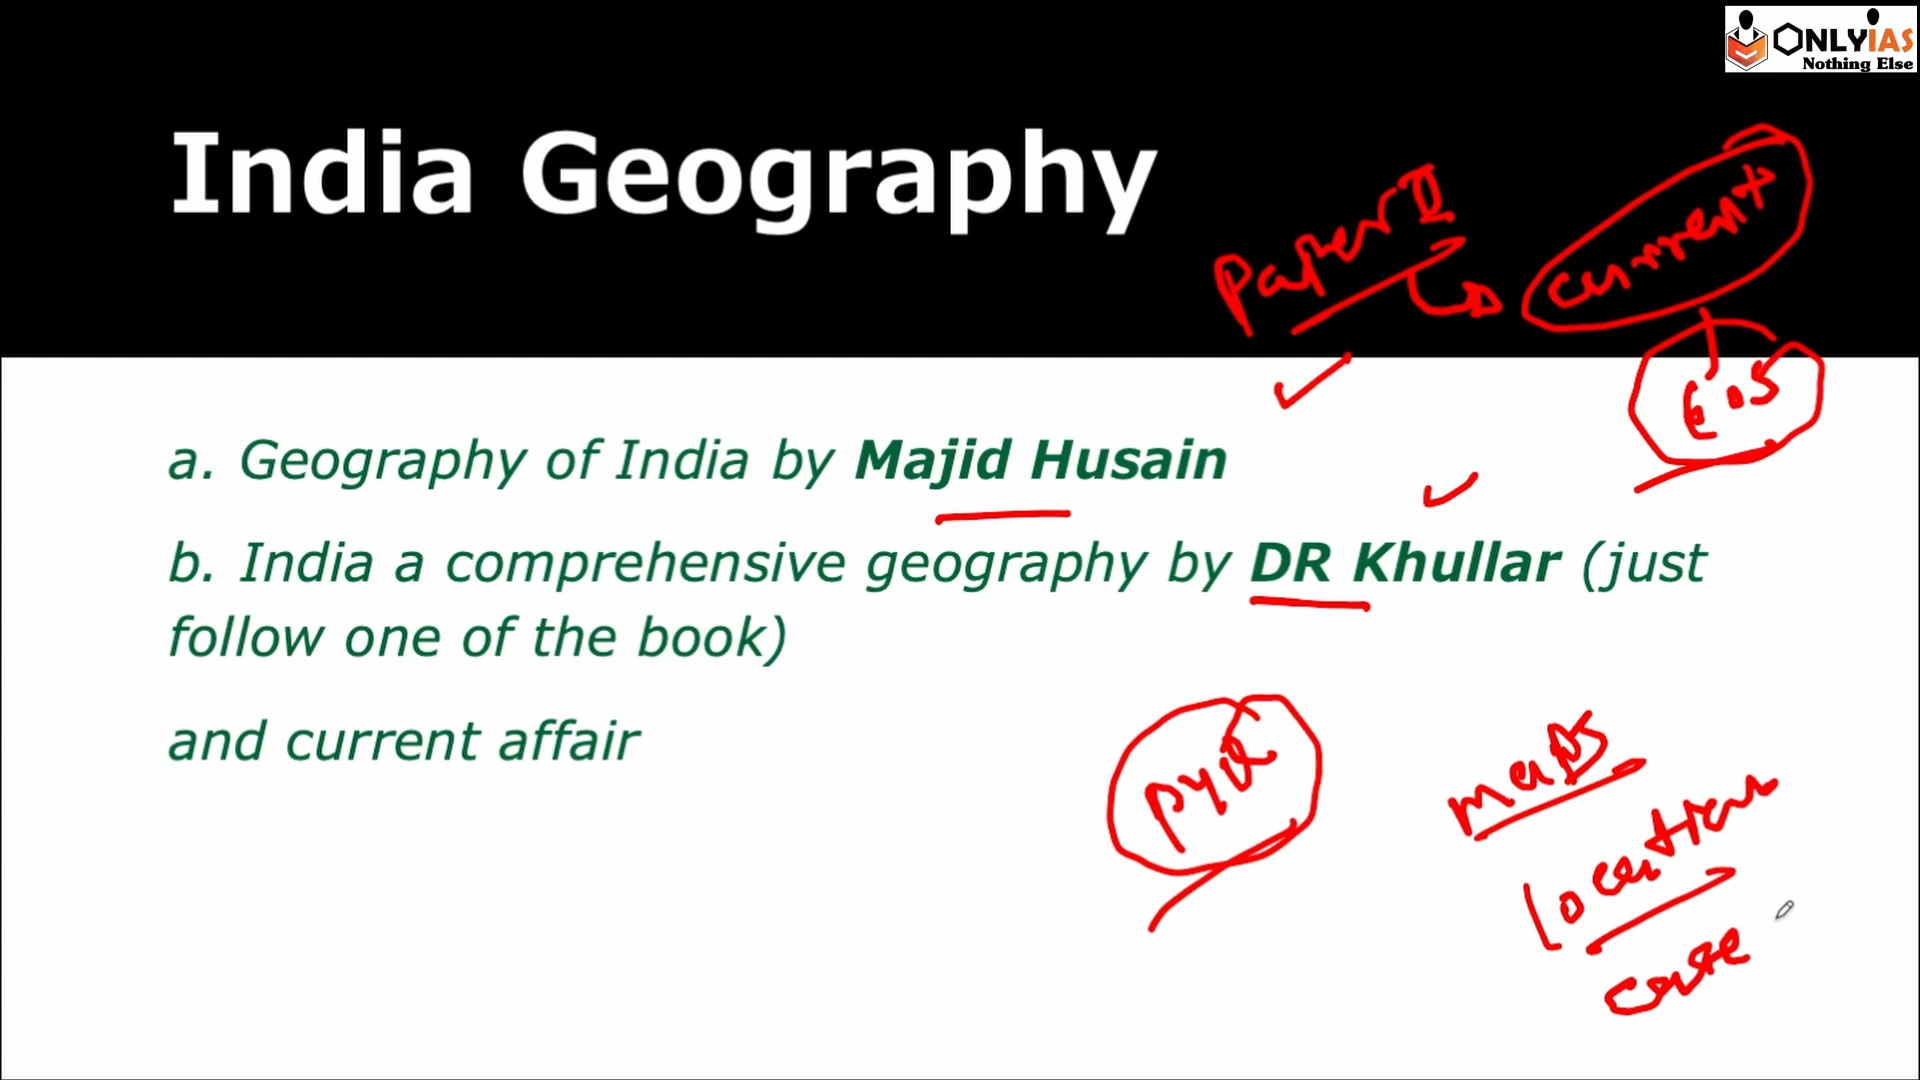 ONLYIAS
Nothing Else
India Geography
Paper II
current
a. Geography of India by Majid Husain
b. India a comprehensive geography by DR Khullar (just
follow one of the book)
and current affair
PYQ
maps
location